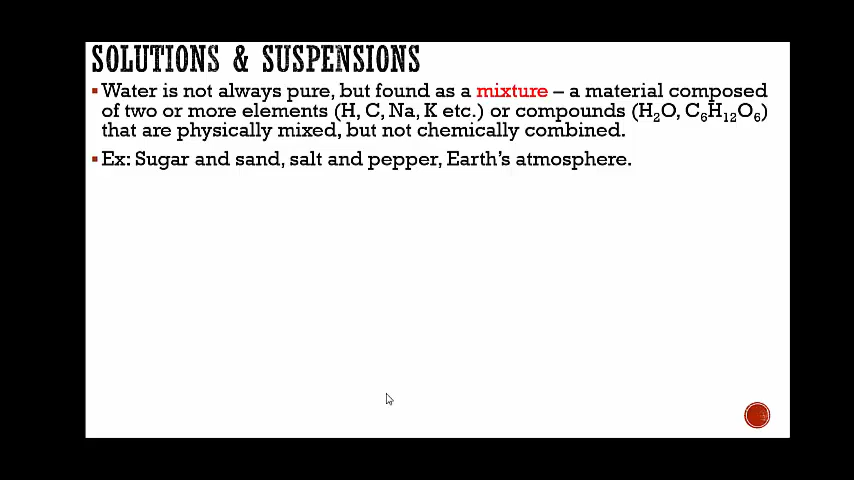 SOLUTIONS & SUSPENSIONS
▪ Water is not always pure, but found as a mixture – a material composed
of two or more elements (H, C, Na, K etc.) or compounds (H₂O, C₆H₁₂O₆)
that are physically mixed, but not chemically combined.
▪ Ex: Sugar and sand, salt and pepper, Earth's atmosphere.